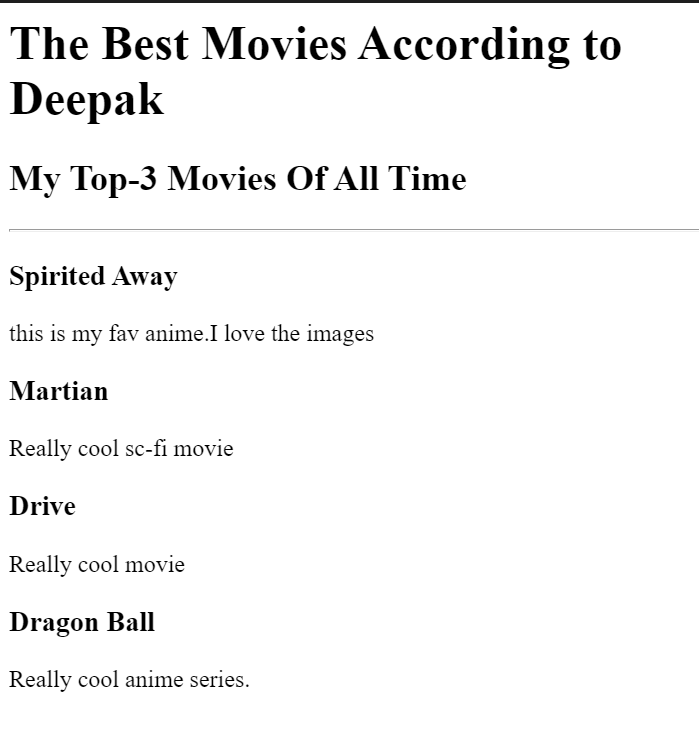 The Best Movies According to
Deepak
My Top-3 Movies Of All Time
Spirited Away
this is my fav anime.I love the images
Martian
Really cool sc-fi movie
Drive
Really cool movie
Dragon Ball
Really cool anime series.